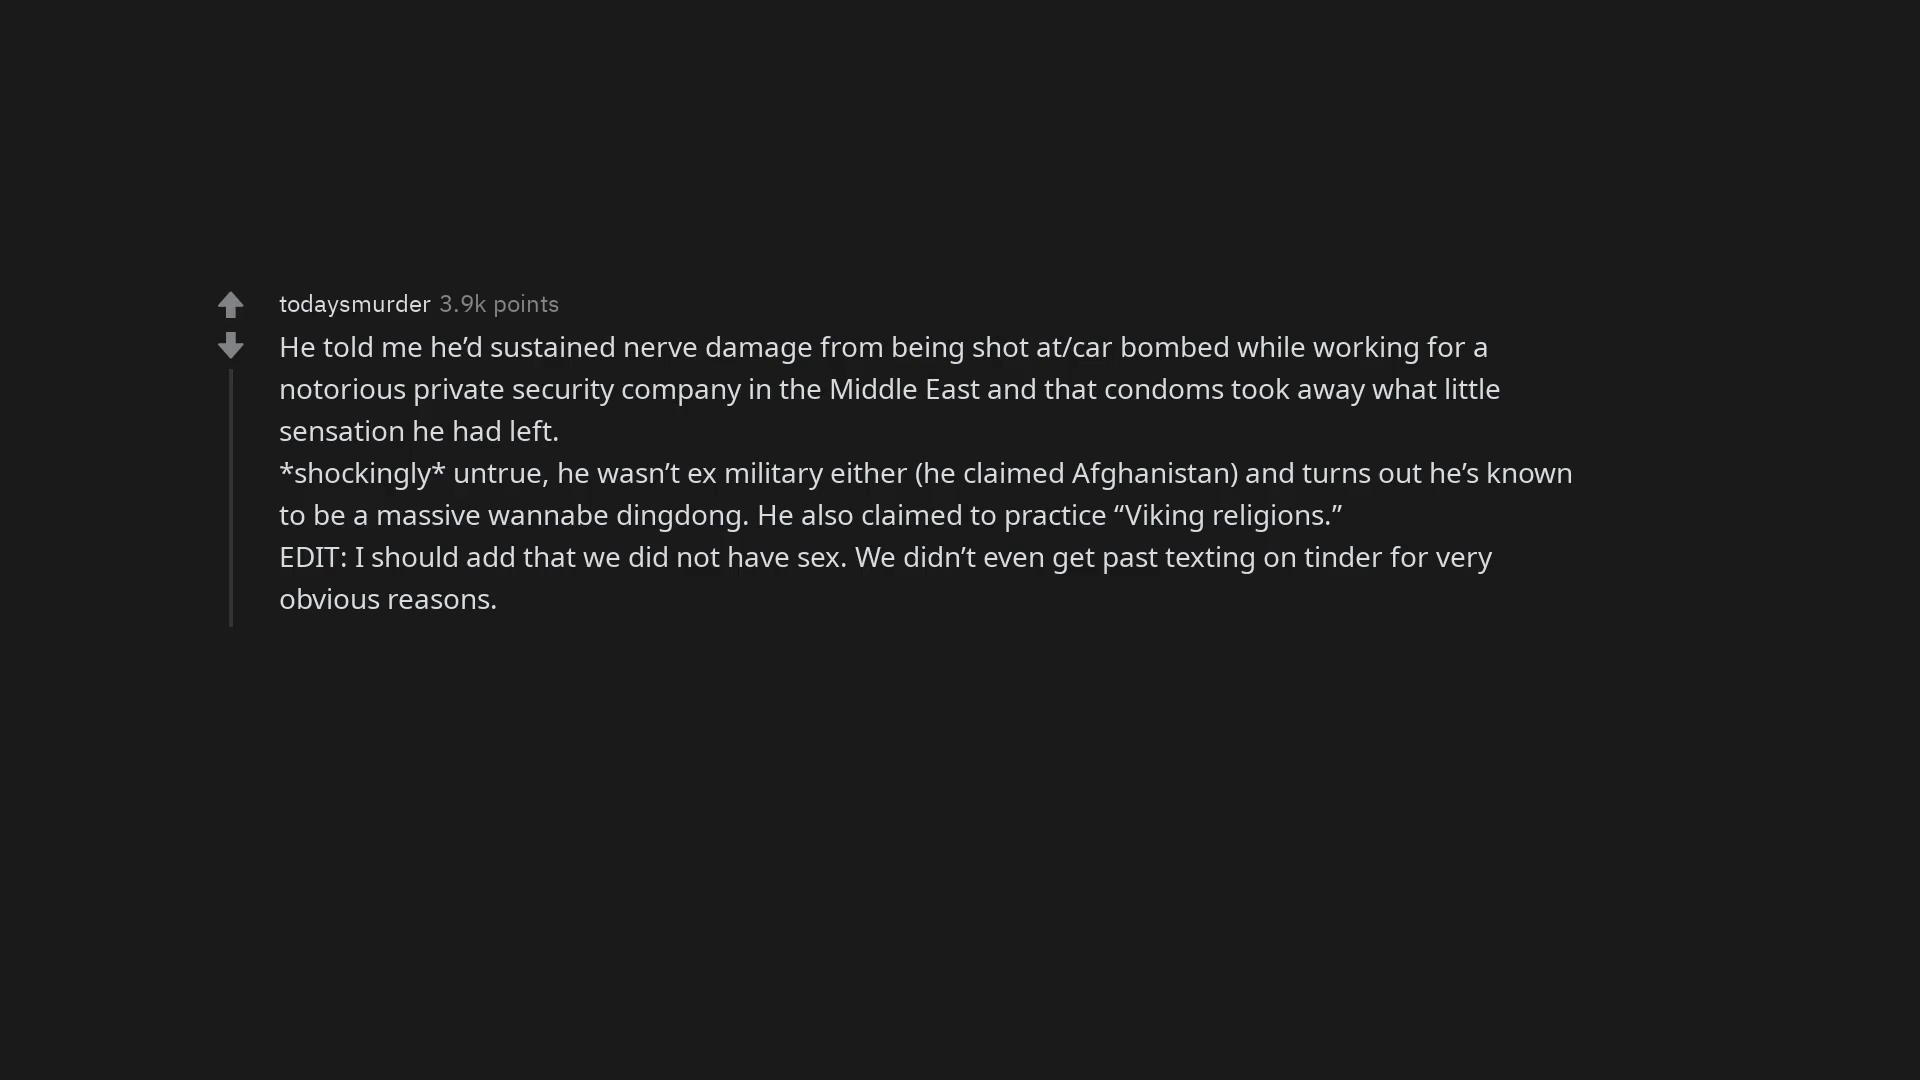 todaysmurder 3.9k points
He told me he’d sustained nerve damage from being shot at/car bombed while working for a
notorious private security company in the Middle East and that condoms took away what little
sensation he had left.
*shockingly* untrue, he wasn’t ex military either (he claimed Afghanistan) and turns out he’s known
to be a massive wannabe dingdong. He also claimed to practice “Viking religions.”
EDIT: I should add that we did not have sex. We didn’t even get past texting on tinder for very
obvious reasons.